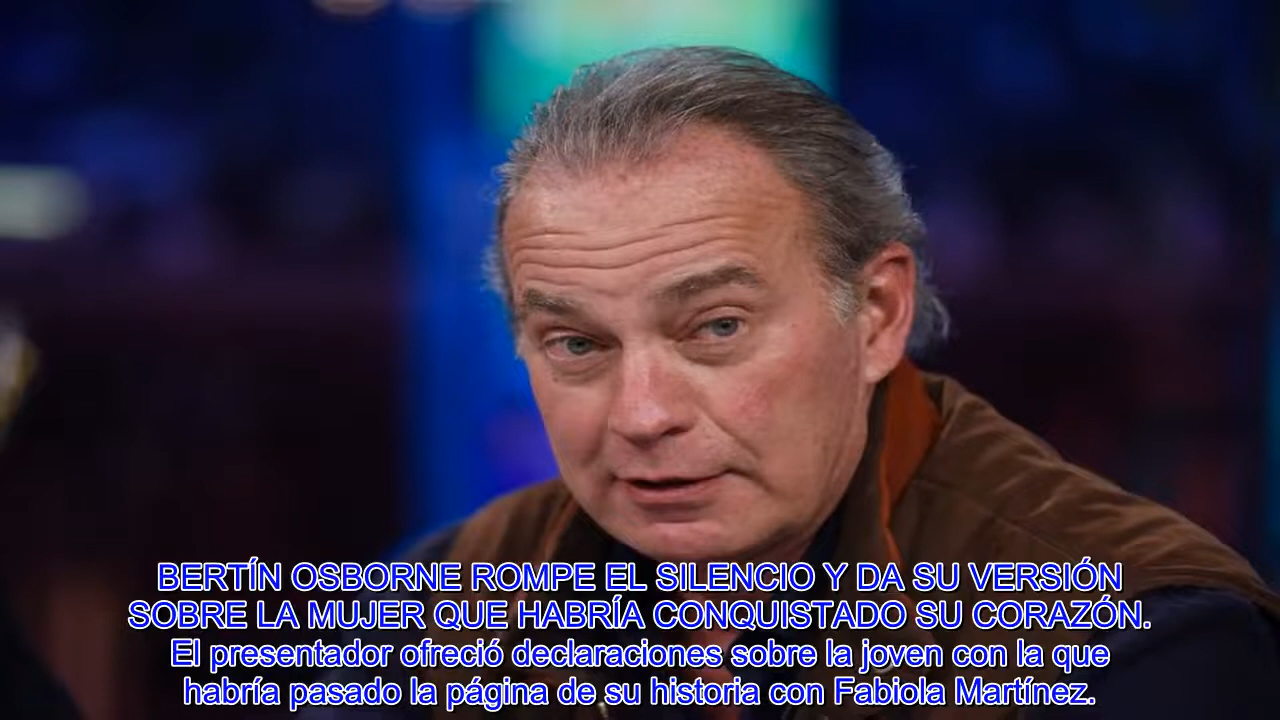 BERTÍN OSBORNE ROMPE EL SILENCIO Y DA SU VERSIÓN
SOBRE LA MUJER QUE HABRÍA CONQUISTADO SU CORAZÓN.
El presentador ofreció declaraciones sobre la joven con la que
habría pasado la página de su historia con Fabiola Martínez.